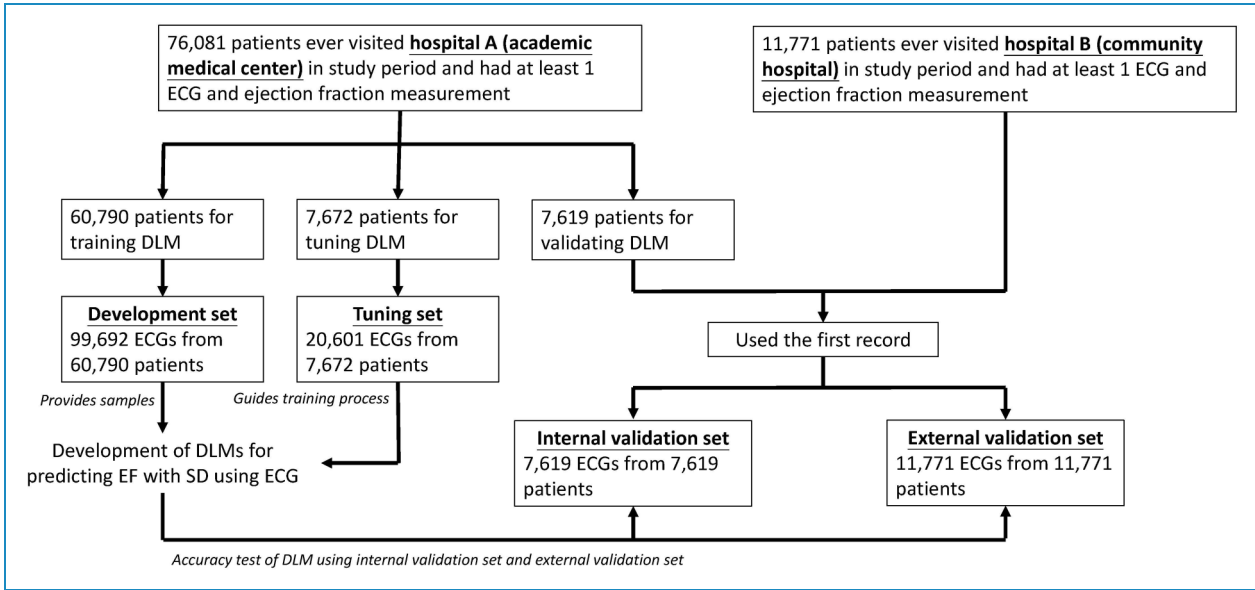 76,081 patients ever visited hospital A (academic
medical center) in study period and had at least 1
ECG and ejection fraction measurement
11,771 patients ever visited hospital B (community
hospital) in study period and had at least 1 ECG and
ejection fraction measurement
60,790 patients for
training DLM
7,672 patients for
tuning DLM
7,619 patients for
validating DLM
Development set
99,692 ECGs from
60,790 patients
Tuning set
20,601 ECGs from
7,672 patients
Used the first record
Provides samples
Guides training process
Development of DLMs for
predicting EF with SD using ECG
Internal validation set
7,619 ECGs from 7,619
patients
External validation set
11,771 ECGs from 11,771
patients
Accuracy test of DLM using internal validation set and external validation set